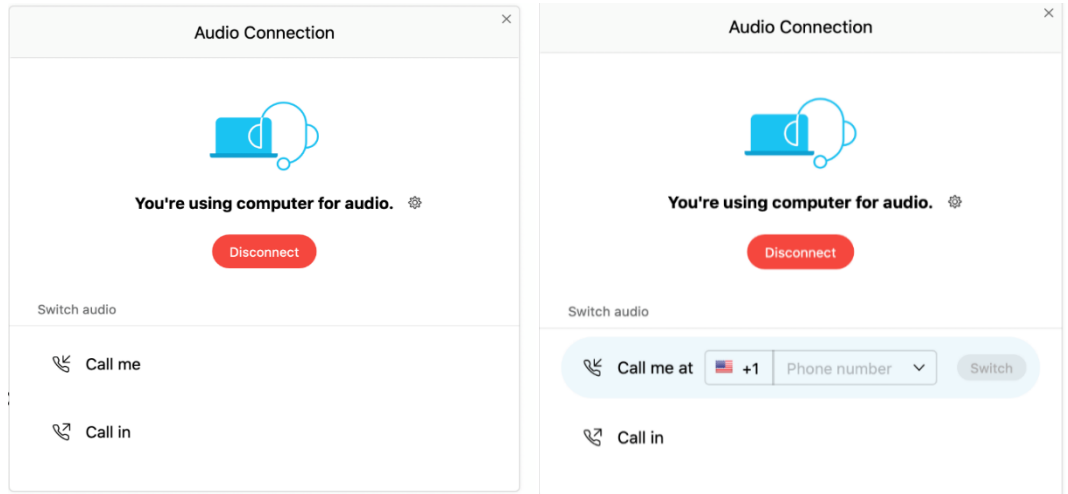 Audio Connection
You're using computer for audio.
Disconnect
Switch audio
Call me
Call in
Audio Connection
You're using computer for audio.
Disconnect
Switch audio
Call me at +1 Phone number Switch
Call in